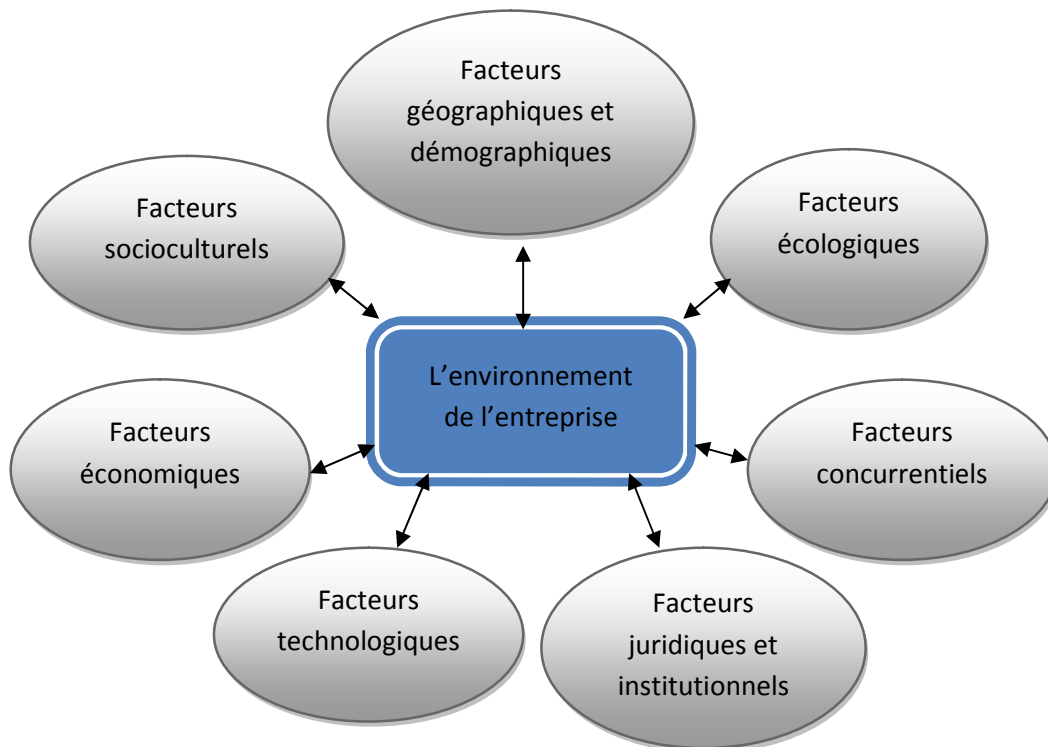 Facteurs
géographiques et
démographiques
Facteurs
socioculturels
Facteurs
écologiques
L’environnement
de l’entreprise
Facteurs
économiques
Facteurs
concurrentiels
Facteurs
technologiques
Facteurs
juridiques et
institutionnels